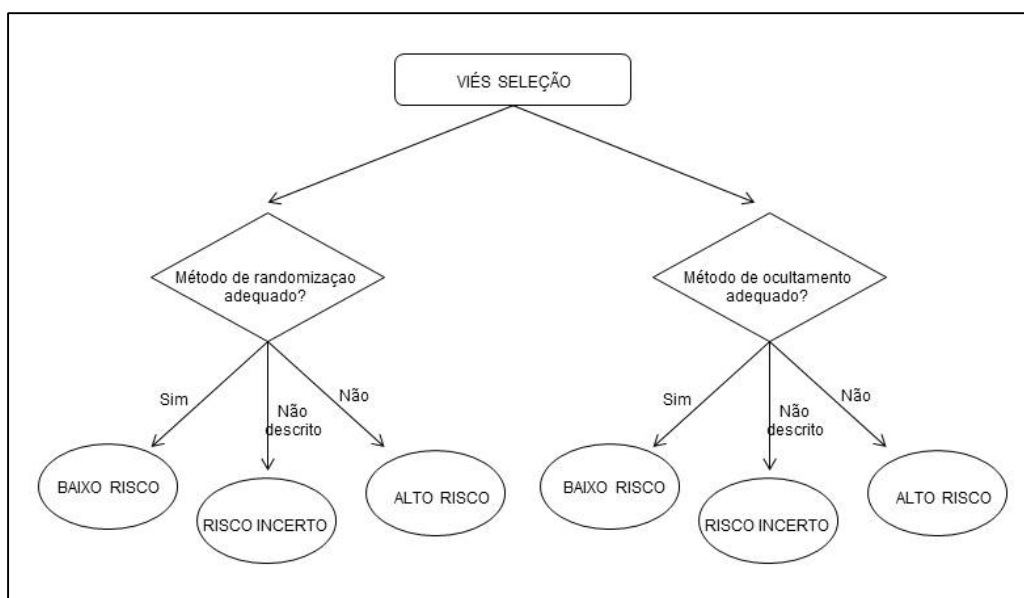 VIÉS SELEÇÃO
Método de randomizaçao
adequado?
Método de ocultamento
adequado?
Sim
Não
descrito
Não
Sim
Não
descrito
Não
BAIXO RISCO
RISCO INCERTO
ALTO RISCO
BAIXO RISCO
RISCO INCERTO
ALTO RISCO